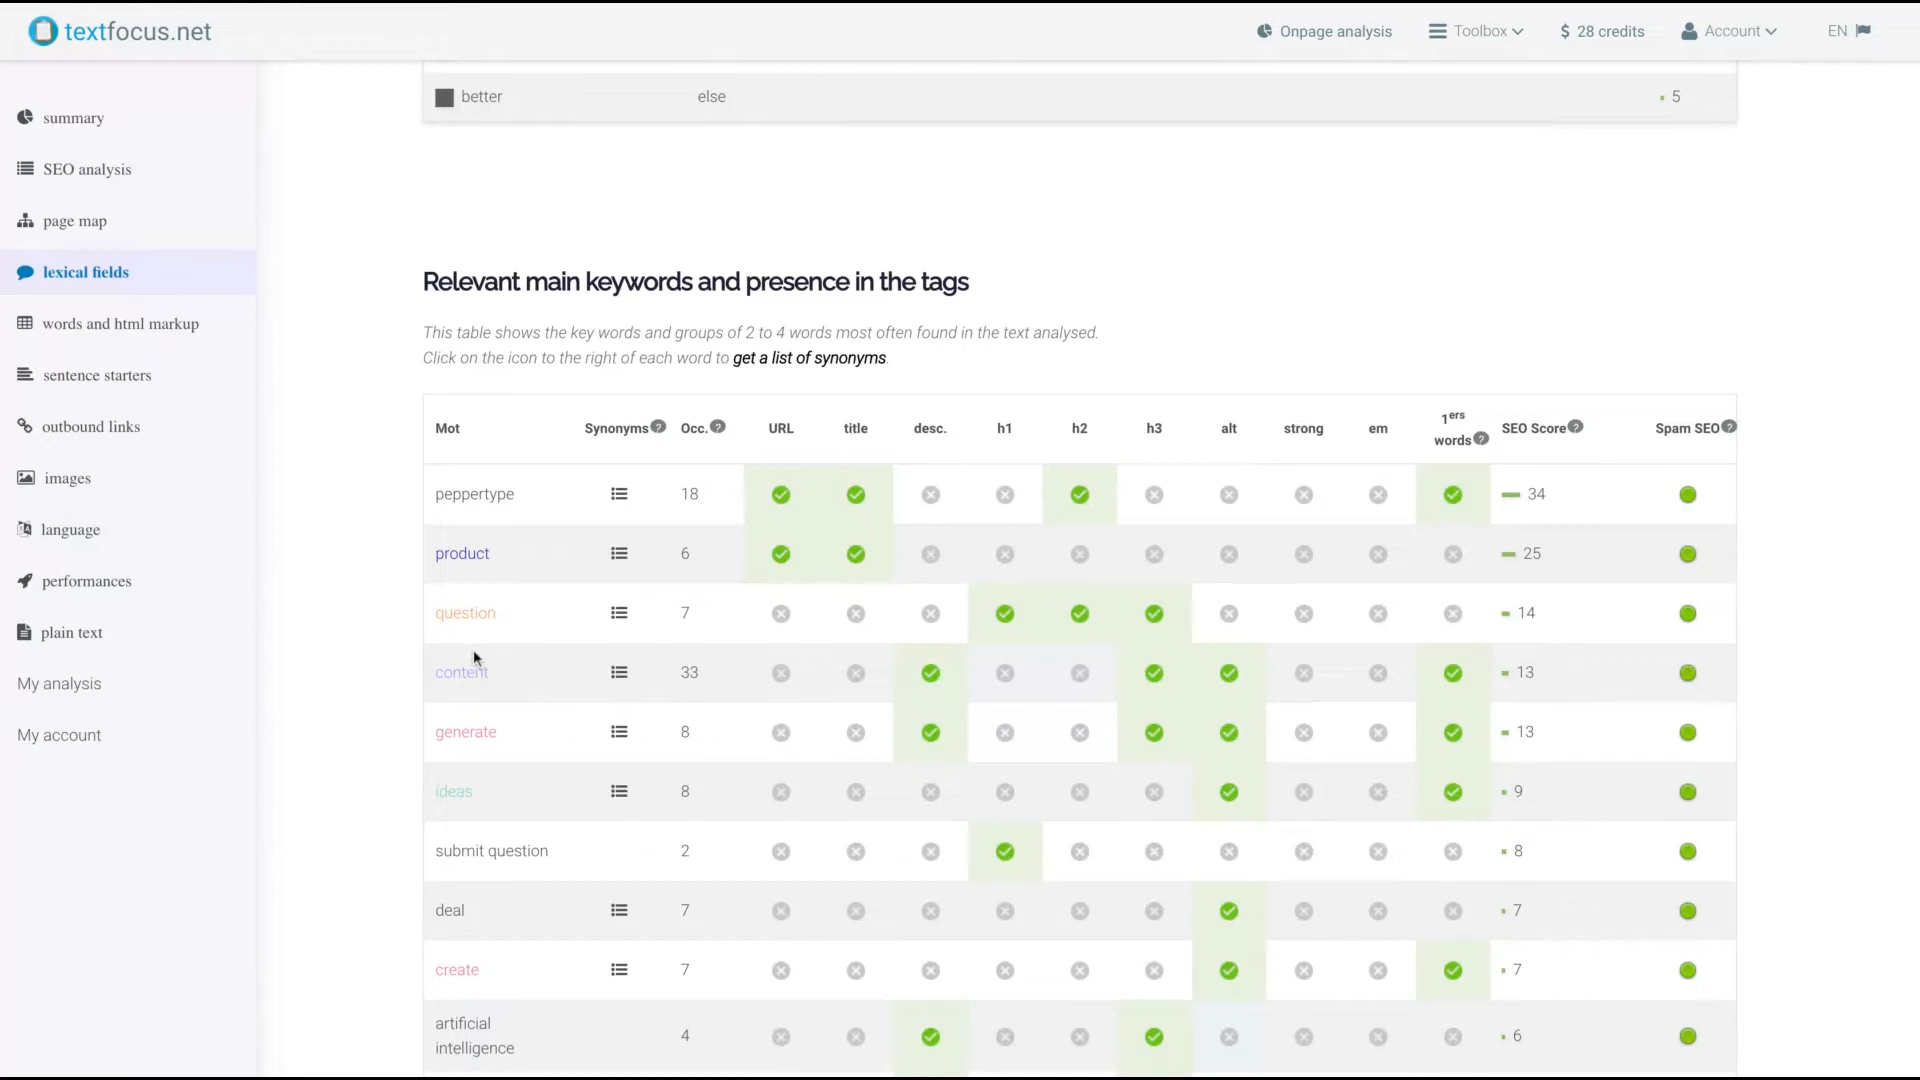 textfocus.net
Onpage analysis
Toolbox
$ 28 credits
Account
EN
summary
SEO analysis
page map
lexical fields
words and html markup
sentence starters
outbound links
images
language
performances
plain text
My analysis
My account
better else 5
Relevant main keywords and presence in the tags
This table shows the key words and groups of 2 to 4 words most often found in the text analysed.
Click on the icon to the right of each word to get a list of synonyms.
Mot Synonyms ? Occ. ? URL title desc. h1 h2 h3 alt strong em 1ers words ? SEO Score ? Spam SEO ?
peppertype 18 34
product 6 25
question 7 14
content 33 13
generate 8 13
ideas 8 9
submit question 2 8
deal 7 7
create 7 7
artificial
intelligence 4 6